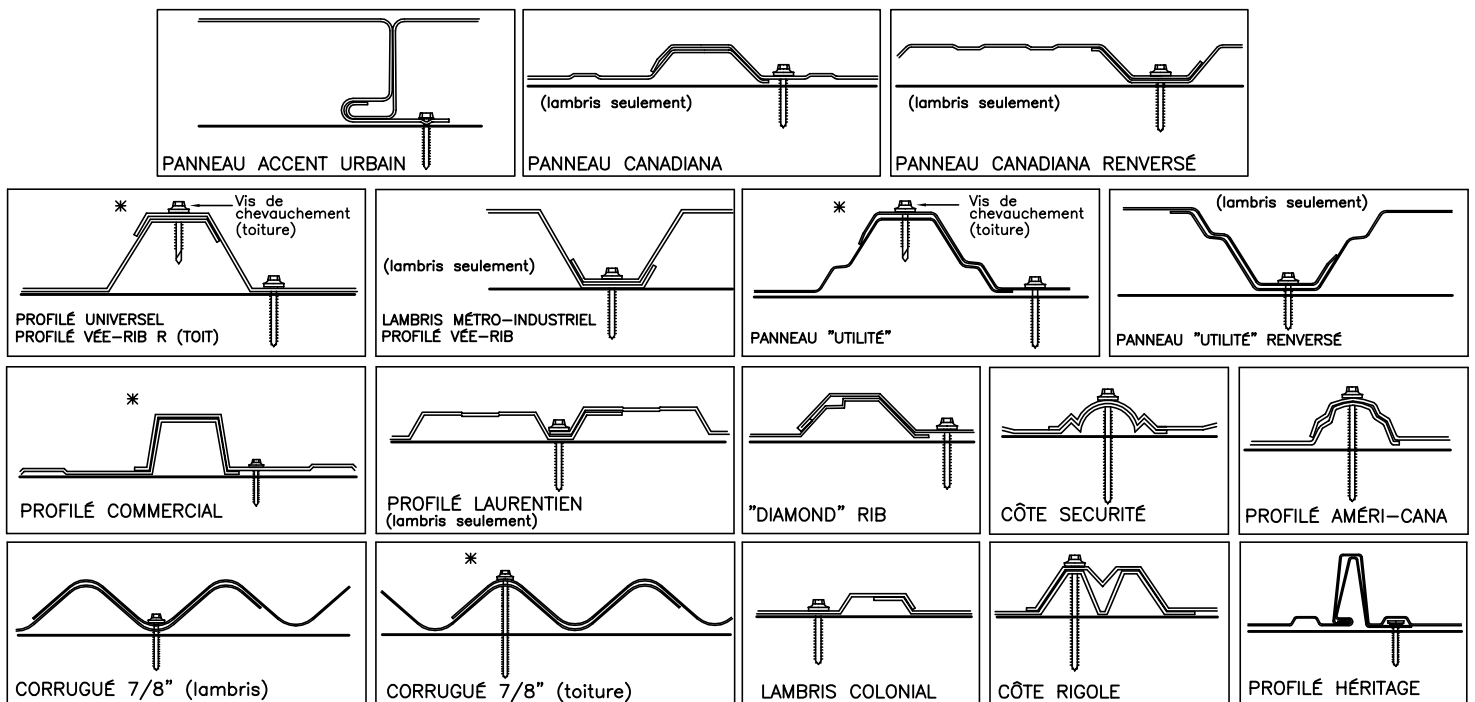 PANNEAU ACCENT URBAIN
(lambris seulement)
PANNEAU CANADIANA
(lambris seulement)
PANNEAU CANADIANA RENVERSÉ
*
Vis de
chevauchement
(toiture)
PROFILÉ UNIVERSEL
PROFILÉ VÉE-RIB R (TOIT)
(lambris seulement)
LAMBRIS MÉTRO-INDUSTRIEL
PROFILÉ VÉE-RIB
*
Vis de
chevauchement
(toiture)
PANNEAU "UTILITÉ"
(lambris seulement)
PANNEAU "UTILITÉ" RENVERSÉ
*
PROFILÉ COMMERCIAL
PROFILÉ LAURENTIEN
(lambris seulement)
"DIAMOND" RIB
CÔTE SECURITÉ
PROFILÉ AMÉRI-CANA
CORRUGUÉ 7/8" (lambris)
*
CORRUGUÉ 7/8" (toiture)
LAMBRIS COLONIAL
CÔTE RIGOLE
PROFILÉ HÉRITAGE